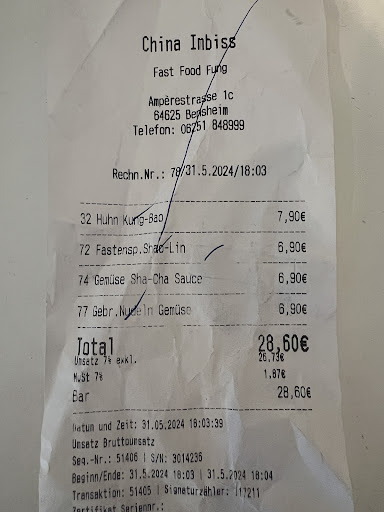 China Imbiss
Fast Food Fung
Ampèrestrasse 1c
64625 Bensheim
Telefon: 06251 848999
Rechn.Nr.: 78/31.5.2024/18:03
32 Huhn Kung-Bao 7,90€
72 Fastensp.Shao-Lin 6,90€
74 Gemüse Sha-Cha Sauce 6,90€
77 Gebr.Nudeln Gemüse 6,90€
Total 28,60€
Umsatz 7% exkl. 26,73€
MwSt 7% 1,87€
Bar 28,60€
Datum und Zeit: 31.05.2024 18:03:39
Umsatz Bruttoumsatz
Seq.-Nr.: 51406 | S/N: 3014236
Beginn/Ende: 31.5.2024 18:03 | 31.5.2024 18:04
Transaktion: 51405 | Signaturzähler: 117211
Zertifikat Seriennr.: